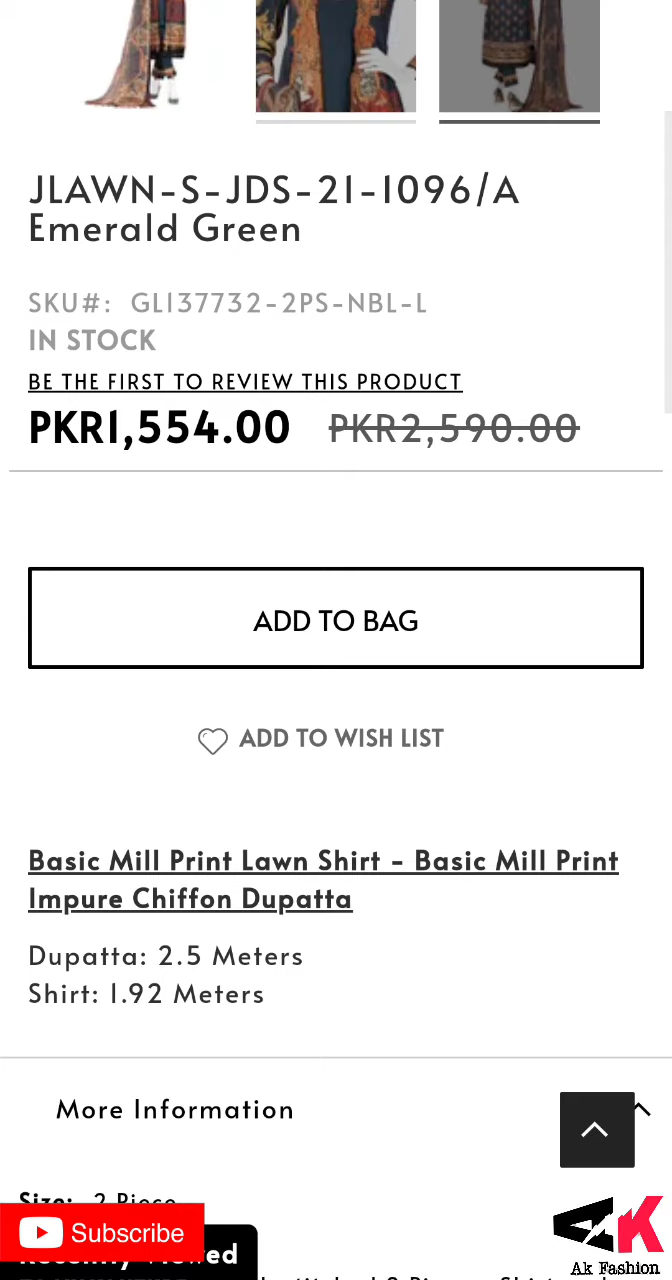 JLAWN-S-JDS-21-1096/A
Emerald Green
SKU#: GL137732-2PS-NBL-L
IN STOCK
BE THE FIRST TO REVIEW THIS PRODUCT
PKR1,554.00 PKR2,590.00
ADD TO BAG
ADD TO WISH LIST
Basic Mill Print Lawn Shirt - Basic Mill Print
Impure Chiffon Dupatta
Dupatta: 2.5 Meters
Shirt: 1.92 Meters
More Information
Size: 2 Piece
Subscribe
Recently Viewed
AK
Ak Fashion